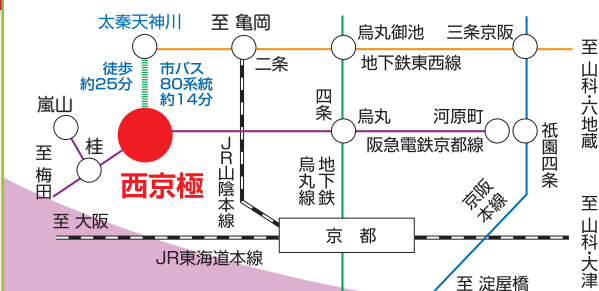 太秦天神川
至 亀岡
烏丸御池
三条京阪
二条
地下鉄東西線
至 山科・六地蔵
徒歩
約25分
市バス
80系統
約14分
嵐山
桂
至 梅田
西京極
四条
烏丸
河原町
阪急電鉄京都線
祇園四条
JR山陰本線
地下鉄
烏丸線
京阪
本線
至 大阪
京都
JR東海道本線
至 山科・大津
至 淀屋橋